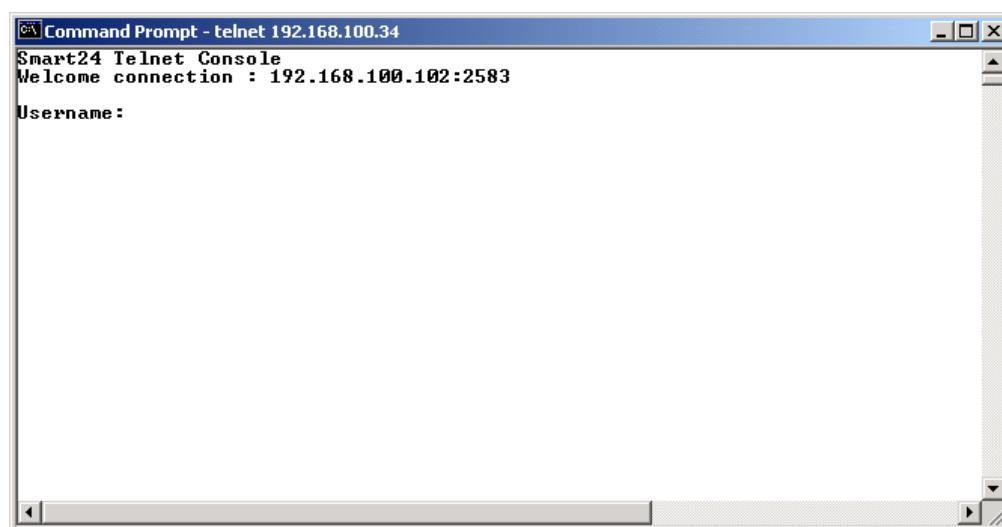 Command Prompt - telnet 192.168.100.34
Smart24 Telnet Console
Welcome connection : 192.168.100.102:2583
Username: